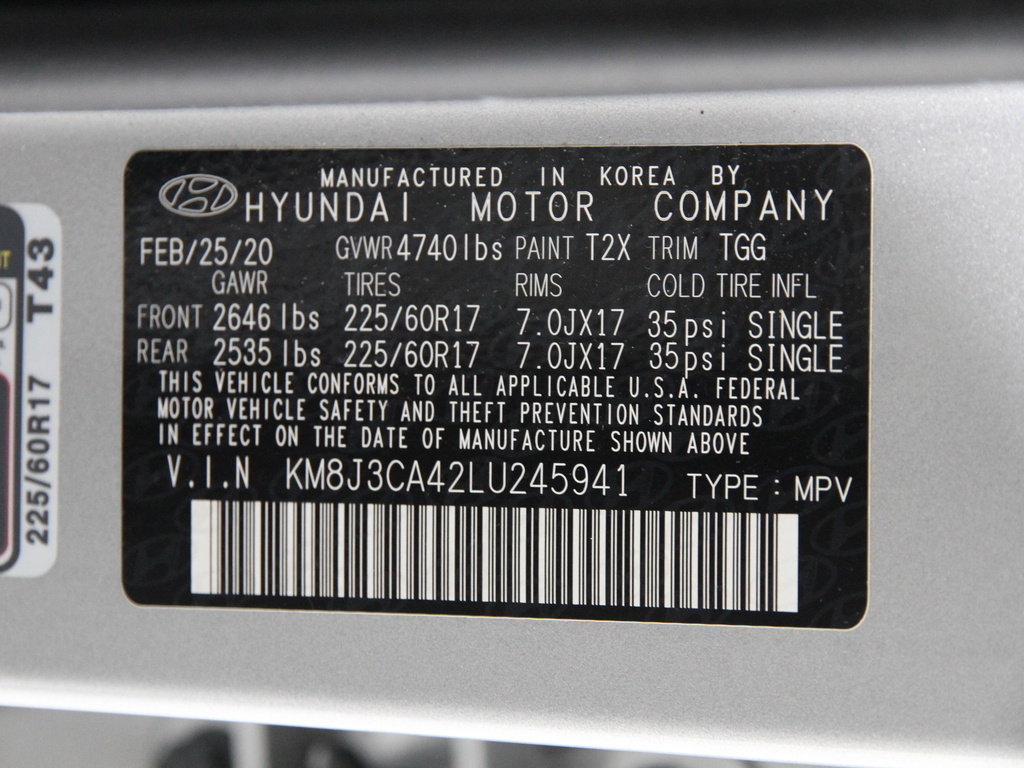 MANUFACTURED IN KOREA BY
HYUNDAI MOTOR COMPANY
FEB/25/20 GVWR 4740lbs PAINT T2X TRIM TGG
GAWR TIRES RIMS COLD TIRE INFL
FRONT 2646 lbs 225/60R17 7.0JX17 35psi SINGLE
REAR 2535 lbs 225/60R17 7.0JX17 35psi SINGLE
THIS VEHICLE CONFORMS TO ALL APPLICABLE U.S.A. FEDERAL
MOTOR VEHICLE SAFETY AND THEFT PREVENTION STANDARDS
IN EFFECT ON THE DATE OF MANUFACTURE SHOWN ABOVE
V.I.N KM8J3CA42LU245941 TYPE : MPV
225/60R17 T43